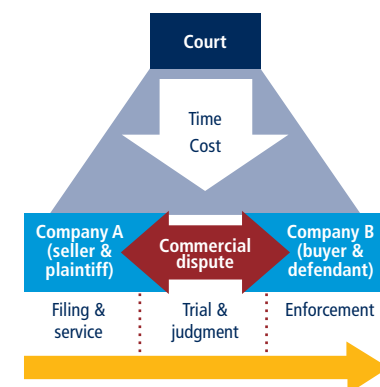 Court
Time
Cost
Company A
(seller &
plaintiff)
Commercial
dispute
Company B
(buyer &
defendant)
Filing &
service
Trial &
judgment
Enforcement